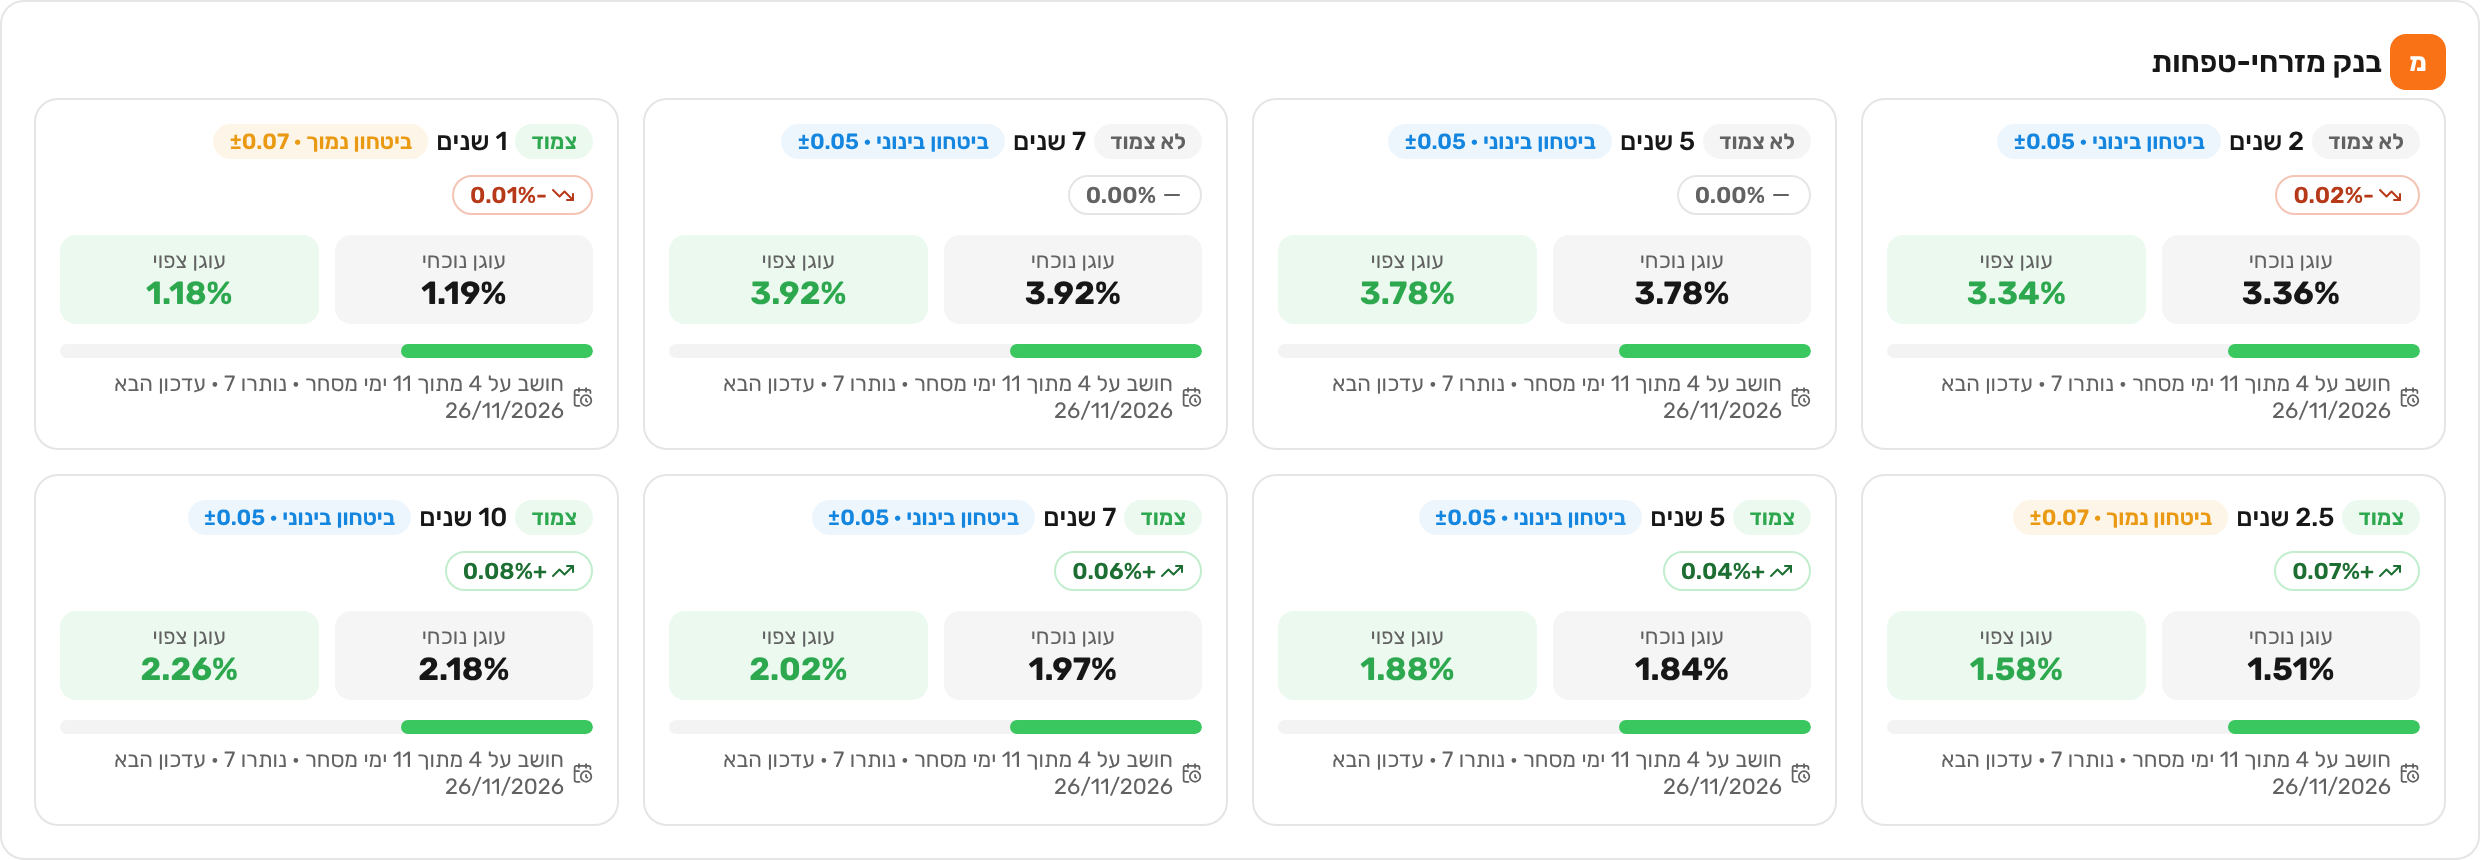 מ
בנק מזרחי-טפחות
לא צמוד 2 שנים ביטחון בינוני • ±0.05
-0.02%
עוגן נוכחי
3.36%
עוגן צפוי
3.34%
חושב על 4 מתוך 11 ימי מסחר • נותרו 7 • עדכון הבא
26/11/2026
לא צמוד 5 שנים ביטחון בינוני • ±0.05
0.00%
עוגן נוכחי
3.78%
עוגן צפוי
3.78%
חושב על 4 מתוך 11 ימי מסחר • נותרו 7 • עדכון הבא
26/11/2026
לא צמוד 7 שנים ביטחון בינוני • ±0.05
0.00%
עוגן נוכחי
3.92%
עוגן צפוי
3.92%
חושב על 4 מתוך 11 ימי מסחר • נותרו 7 • עדכון הבא
26/11/2026
צמוד 1 שנים ביטחון נמוך • ±0.07
-0.01%
עוגן נוכחי
1.19%
עוגן צפוי
1.18%
חושב על 4 מתוך 11 ימי מסחר • נותרו 7 • עדכון הבא
26/11/2026
צמוד 2.5 שנים ביטחון נמוך • ±0.07
+0.07%
עוגן נוכחי
1.51%
עוגן צפוי
1.58%
חושב על 4 מתוך 11 ימי מסחר • נותרו 7 • עדכון הבא
26/11/2026
צמוד 5 שנים ביטחון בינוני • ±0.05
+0.04%
עוגן נוכחי
1.84%
עוגן צפוי
1.88%
חושב על 4 מתוך 11 ימי מסחר • נותרו 7 • עדכון הבא
26/11/2026
צמוד 7 שנים ביטחון בינוני • ±0.05
+0.06%
עוגן נוכחי
1.97%
עוגן צפוי
2.02%
חושב על 4 מתוך 11 ימי מסחר • נותרו 7 • עדכון הבא
26/11/2026
צמוד 10 שנים ביטחון בינוני • ±0.05
+0.08%
עוגן נוכחי
2.18%
עוגן צפוי
2.26%
חושב על 4 מתוך 11 ימי מסחר • נותרו 7 • עדכון הבא
26/11/2026